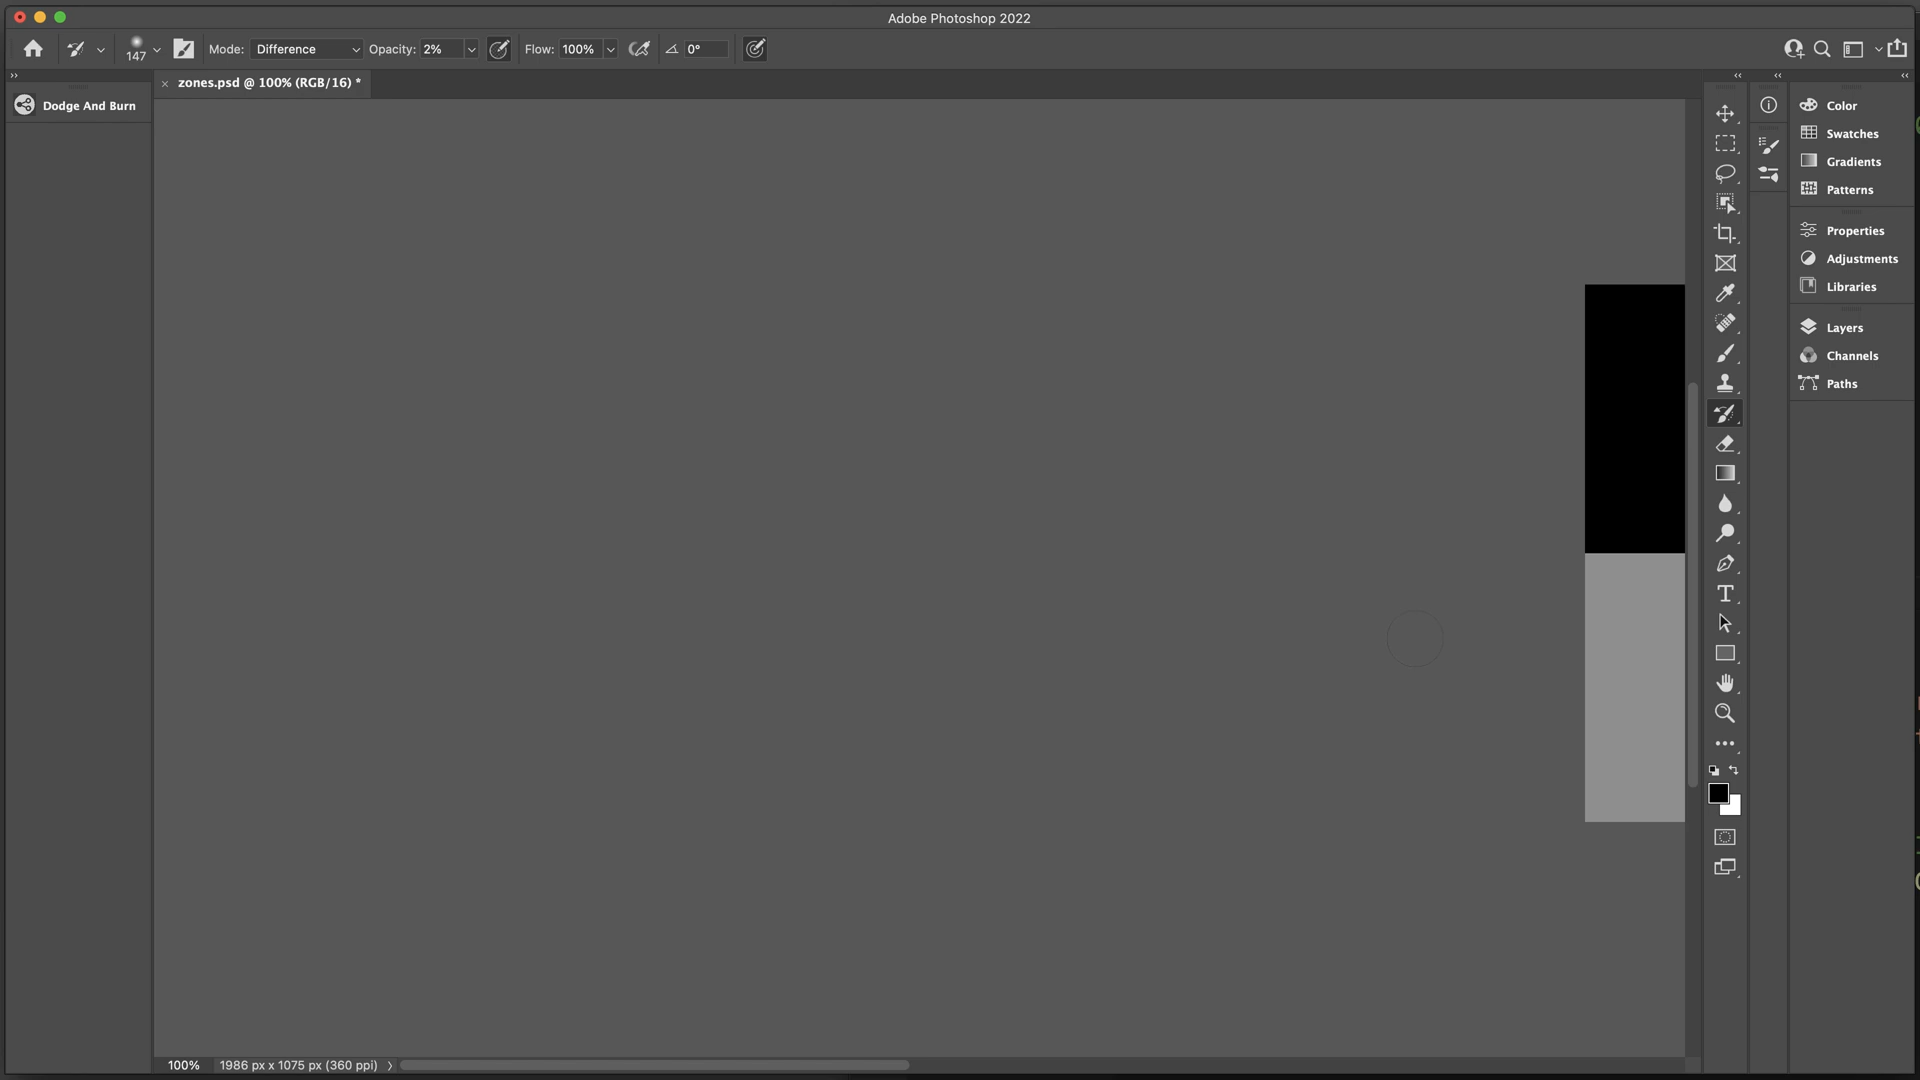 Adobe Photoshop 2022
147 Mode: Difference Opacity: 2% Flow: 100% 0°
zones.psd @ 100% (RGB/16) *
Dodge And Burn
Color
Swatches
Gradients
Patterns
Properties
Adjustments
Libraries
Layers
Channels
Paths
100% 1986 px x 1075 px (360 ppi)